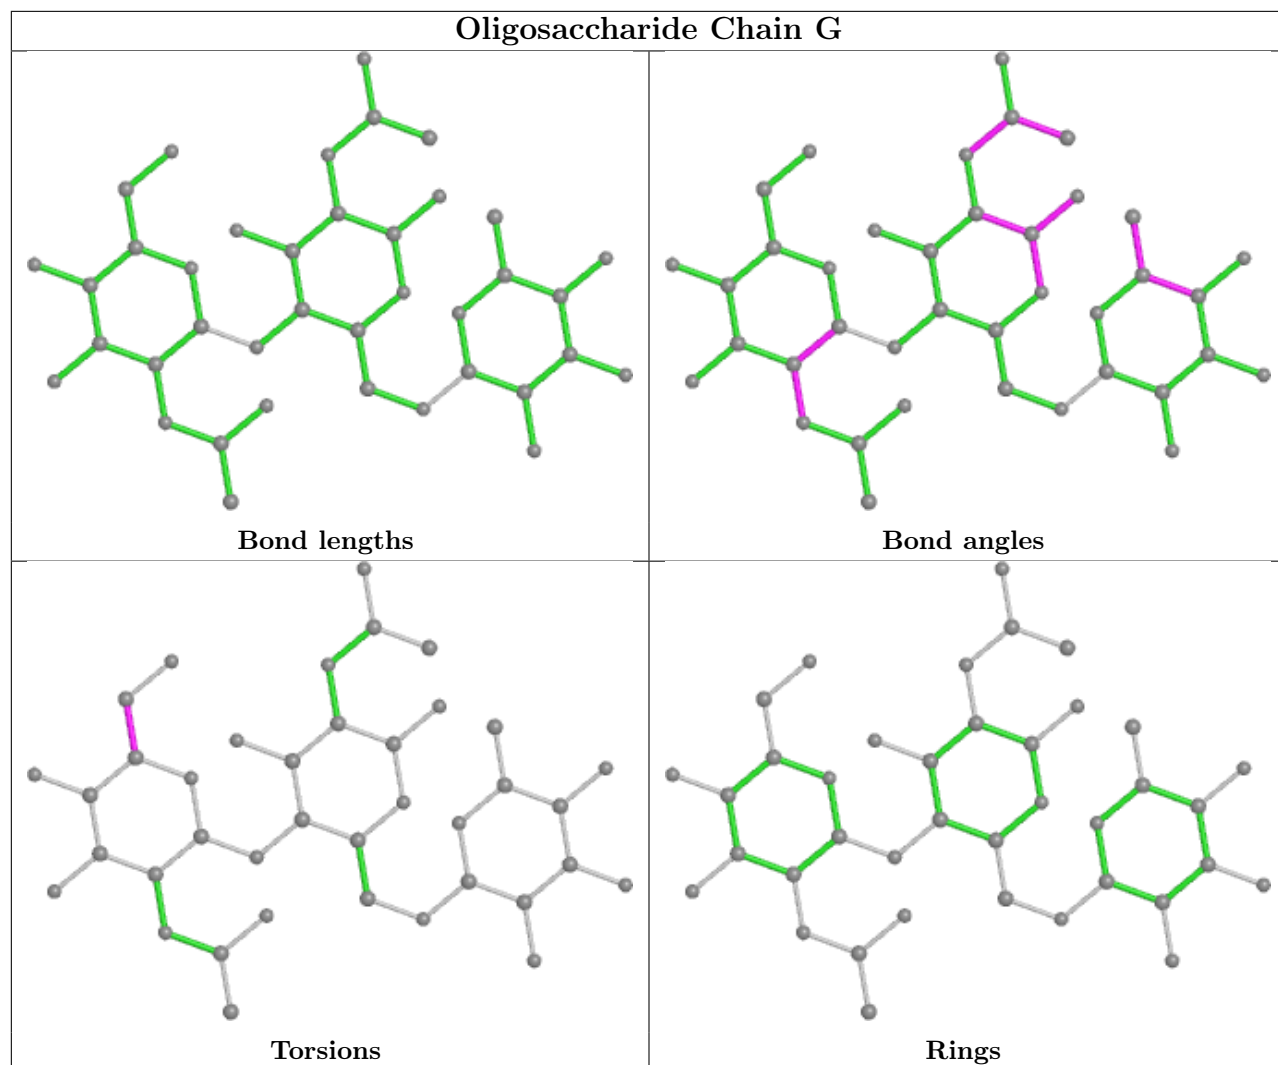 Oligosaccharide Chain G
Bond lengths
Bond angles
Torsions
Rings